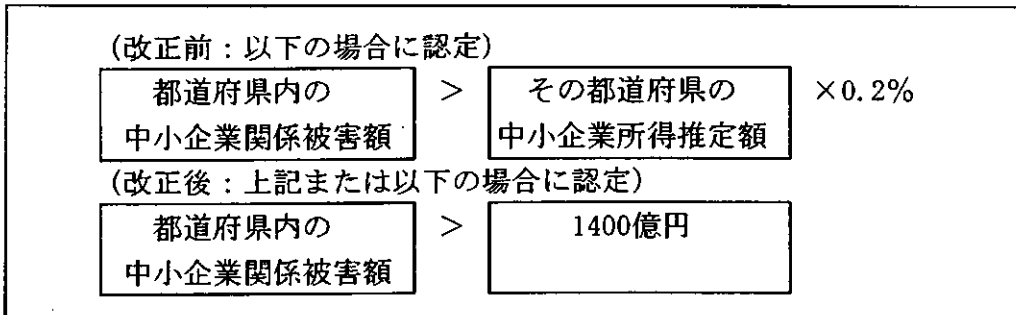 (改正前:以下の場合に認定)
都道府県内の > その都道府県の ×0.2%
中小企業関係被害額 中小企業所得推定額
(改正後:上記または以下の場合に認定)
都道府県内の > 1400億円
中小企業関係被害額